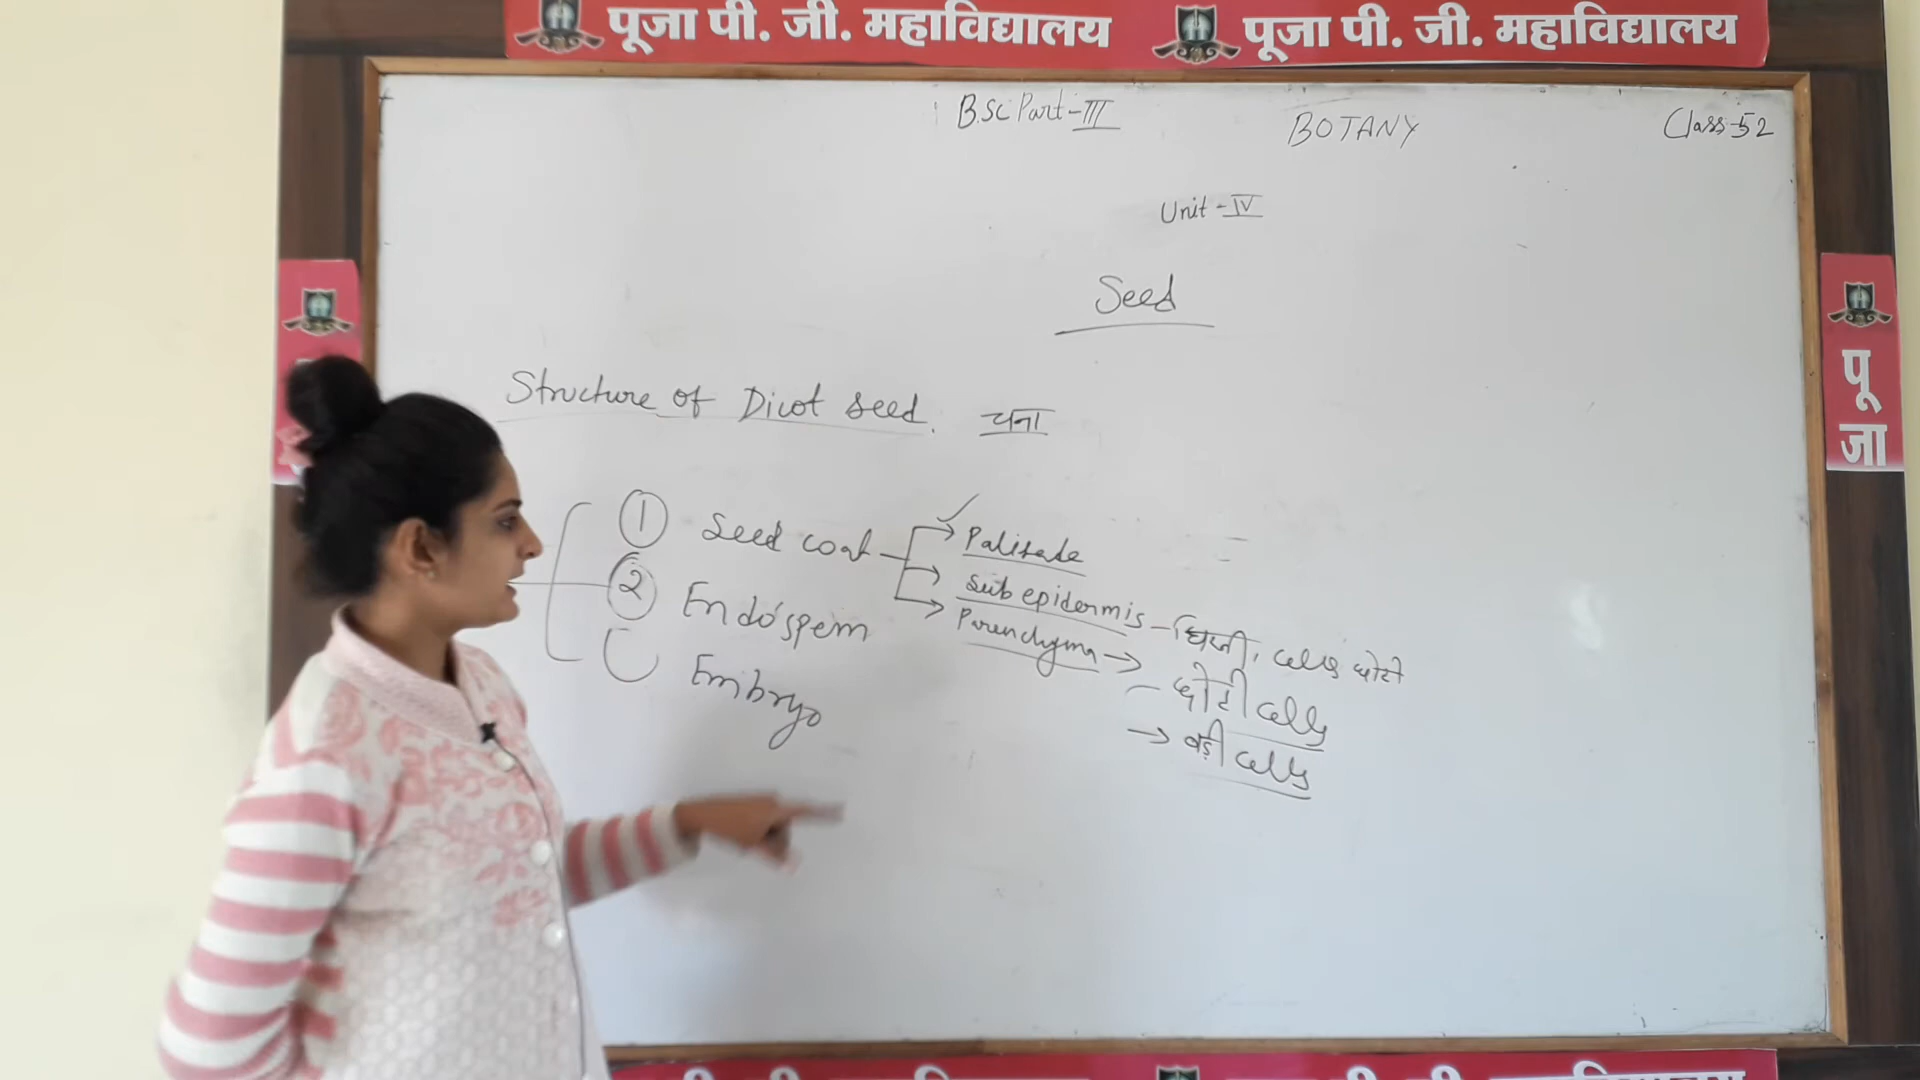 पूजा पी. जी. महाविद्यालय पूजा पी. जी. महाविद्यालय
B.Sc Part-III BOTANY Class-52
Unit-IV
Seed
पूजा
Structure of Dicot seed. चना
1 Seed coat Palisade
2 Endospem Sub epidermis - cells छोटी
Parenchyma → - छोटी cells
Embryo → बड़ी cells